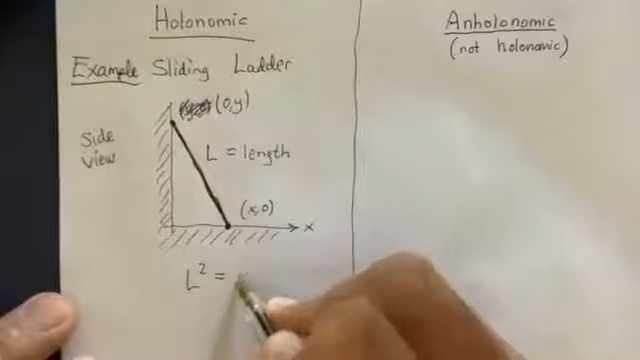 Holonomic
Example Sliding Ladder
Side
view
(0,y)
L = length
(x,0)
x
L² =
Anholonomic
(not holonomic)